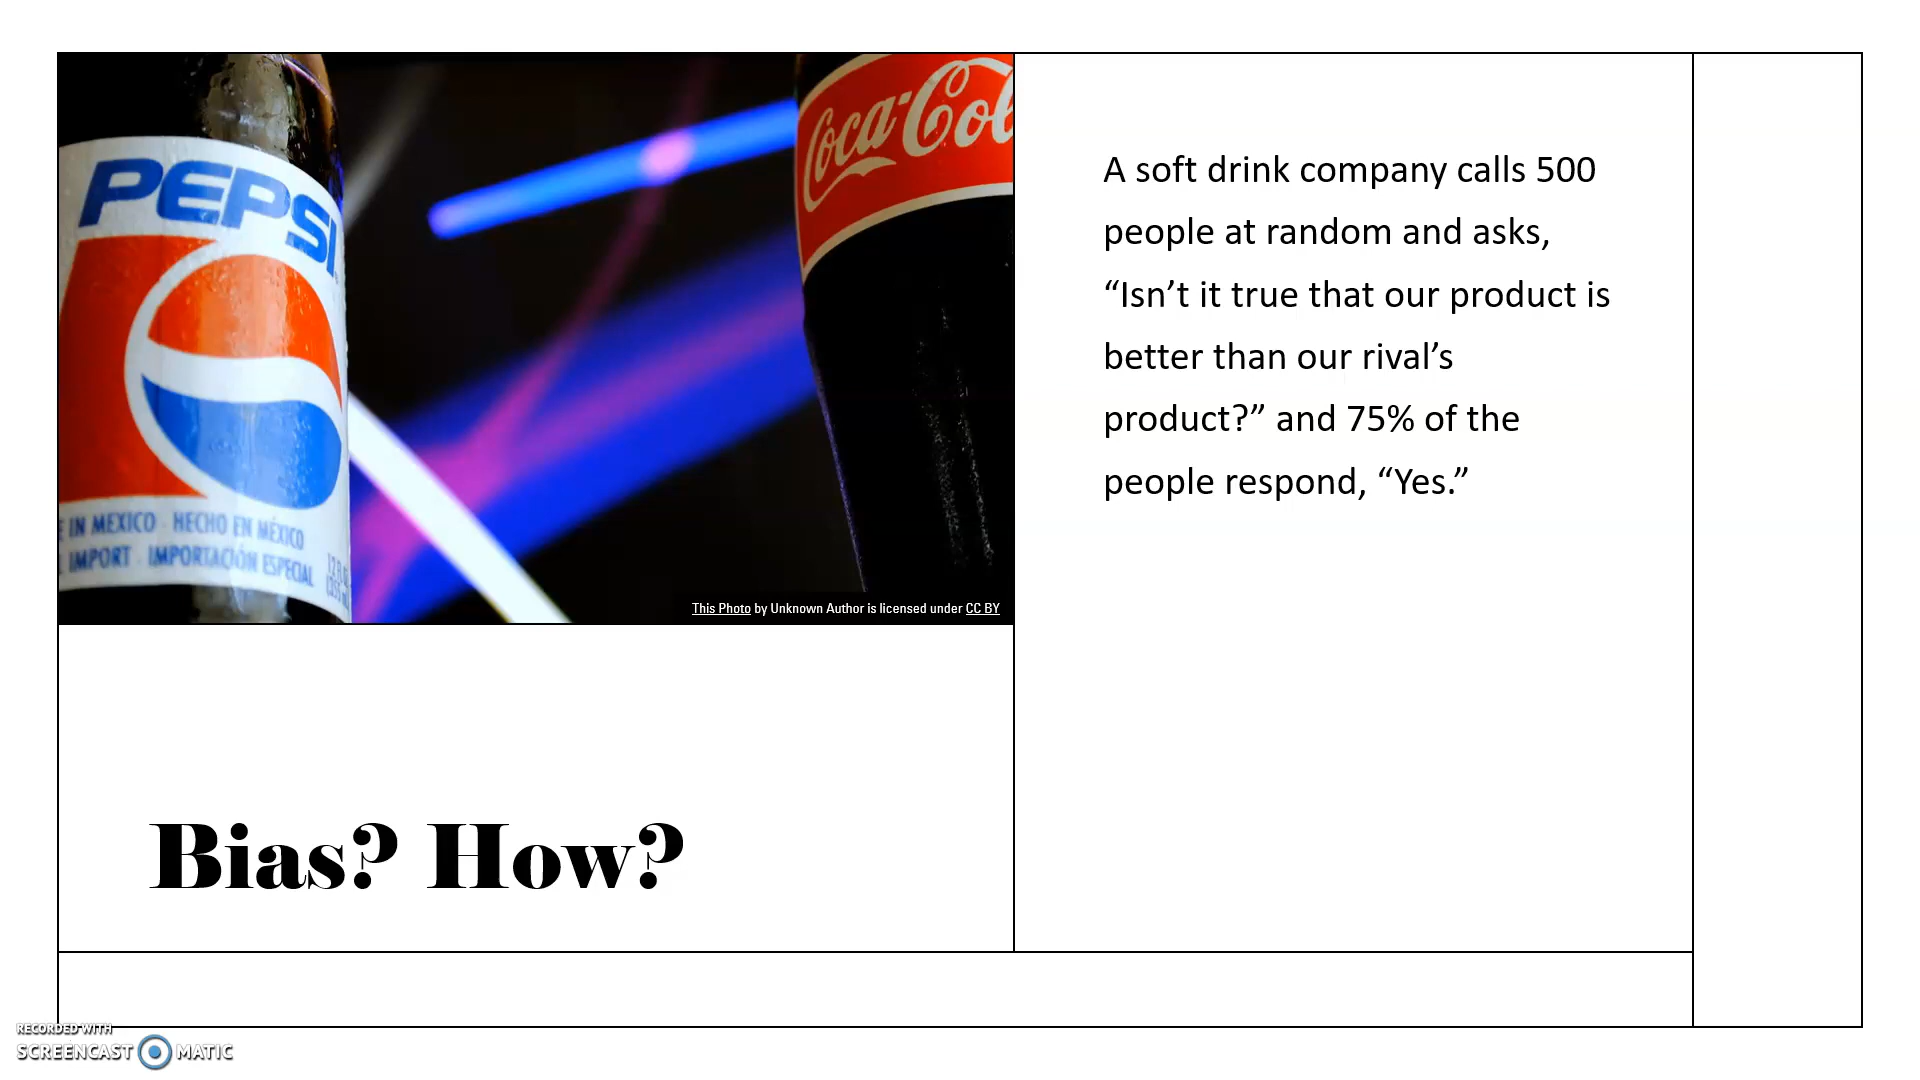 PEPSI
IN MEXICO · HECHO EN MÉXICO
IMPORT · IMPORTACIÓN ESPECIAL
Coca-Col
This Photo by Unknown Author is licensed under CC BY
A soft drink company calls 500
people at random and asks,
“Isn’t it true that our product is
better than our rival’s
product?” and 75% of the
people respond, “Yes.”
Bias? How?
RECORDED WITH
SCREENCAST MATIC